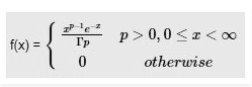 f(x) = { x^{p-1}e^{-x} / Γp    p > 0, 0 ≤ x < ∞
0    otherwise